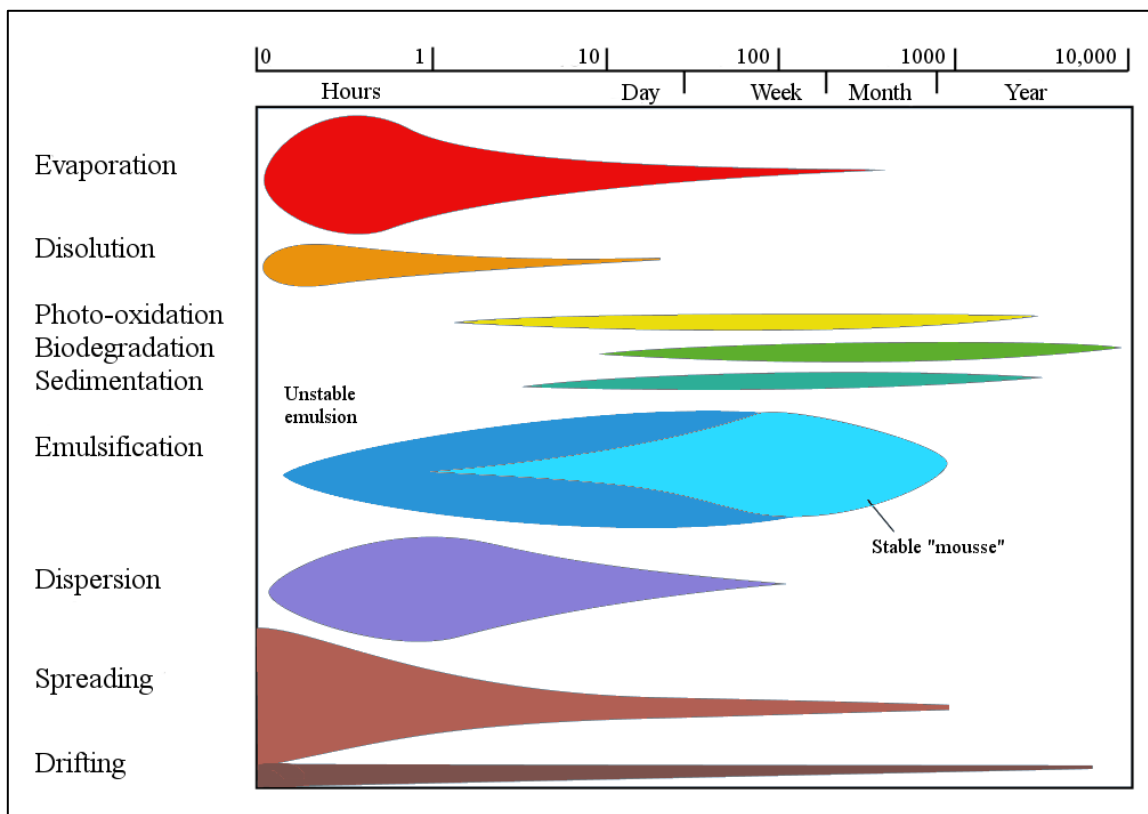 0 1 10 100 1000 10,000
Hours Day Week Month Year
Evaporation
Disolution
Photo-oxidation
Biodegradation
Sedimentation
Unstable
emulsion
Emulsification
Stable "mousse"
Dispersion
Spreading
Drifting